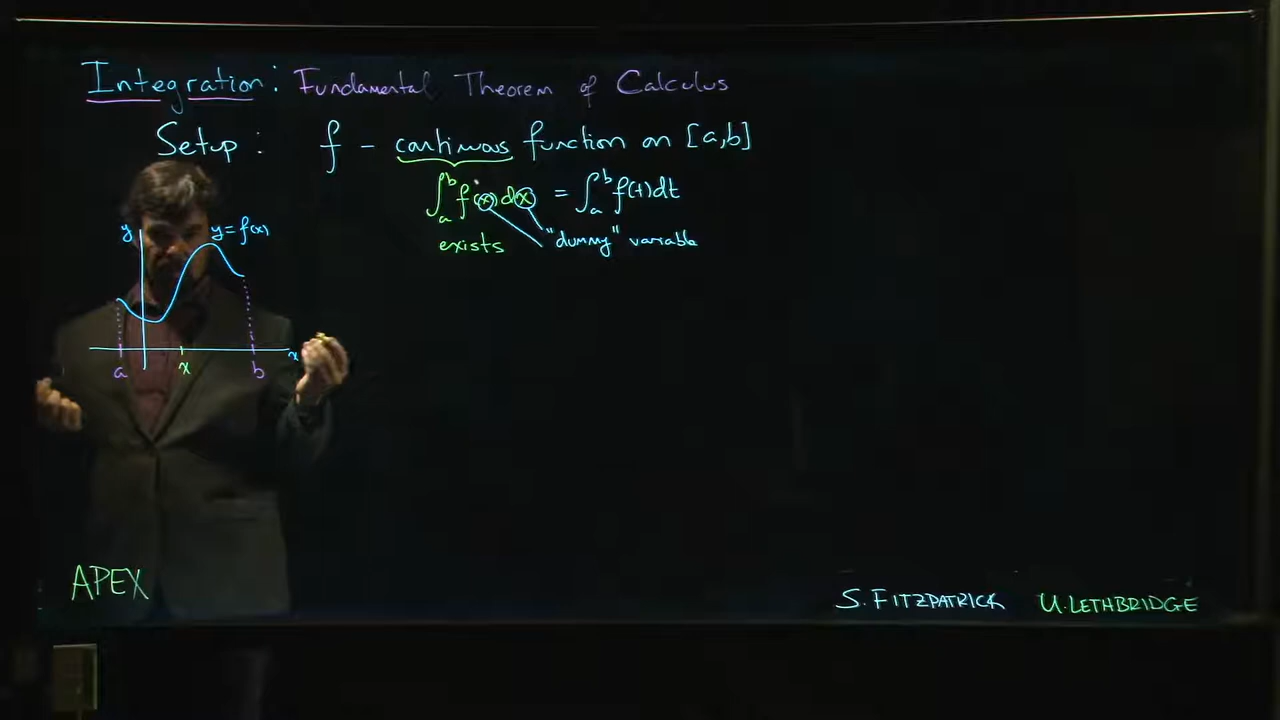 Integration: Fundamental Theorem of Calculus
Setup: f - continuous function on [a,b]
∫_a^b f(x)dx = ∫_a^b f(t)dt
exists "dummy" variable
y y=f(x)
x
a x b
APEX
S. FITZPATRICK U. LETHBRIDGE